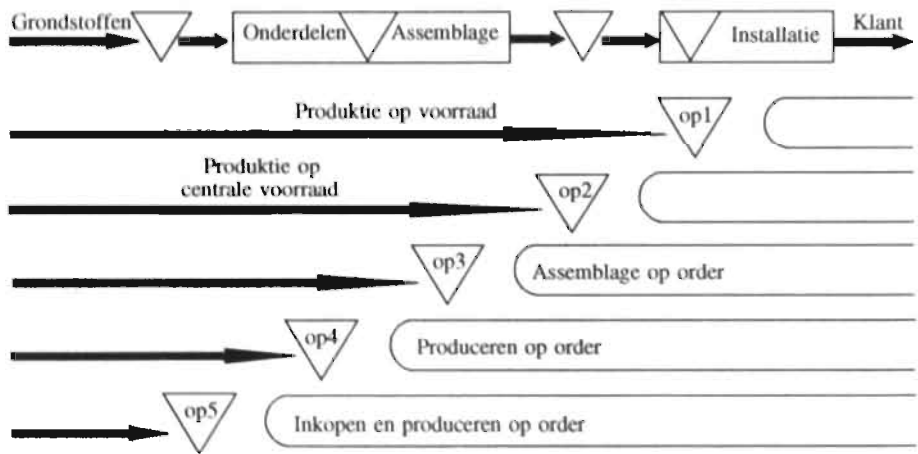 Grondstoffen
Onderdelen
Assemblage
Installatie
Klant
Produktie op voorraad
op1
Produktie op
centrale voorraad
op2
op3
Assemblage op order
op4
Produceren op order
op5
Inkopen en produceren op order